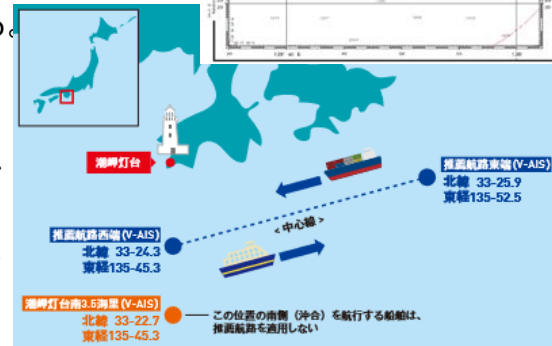 潮岬灯台
推薦航路東端(V-AIS)
北緯 33-25.9
東経135-52.5
<中心線>
推薦航路西端(V-AIS)
北緯 33-24.3
東経135-45.3
潮岬灯台南3.5海里(V-AIS)
北緯 33-22.7
東経135-45.3
この位置の南側（沖合）を航行する船舶は、
推薦航路を適用しない